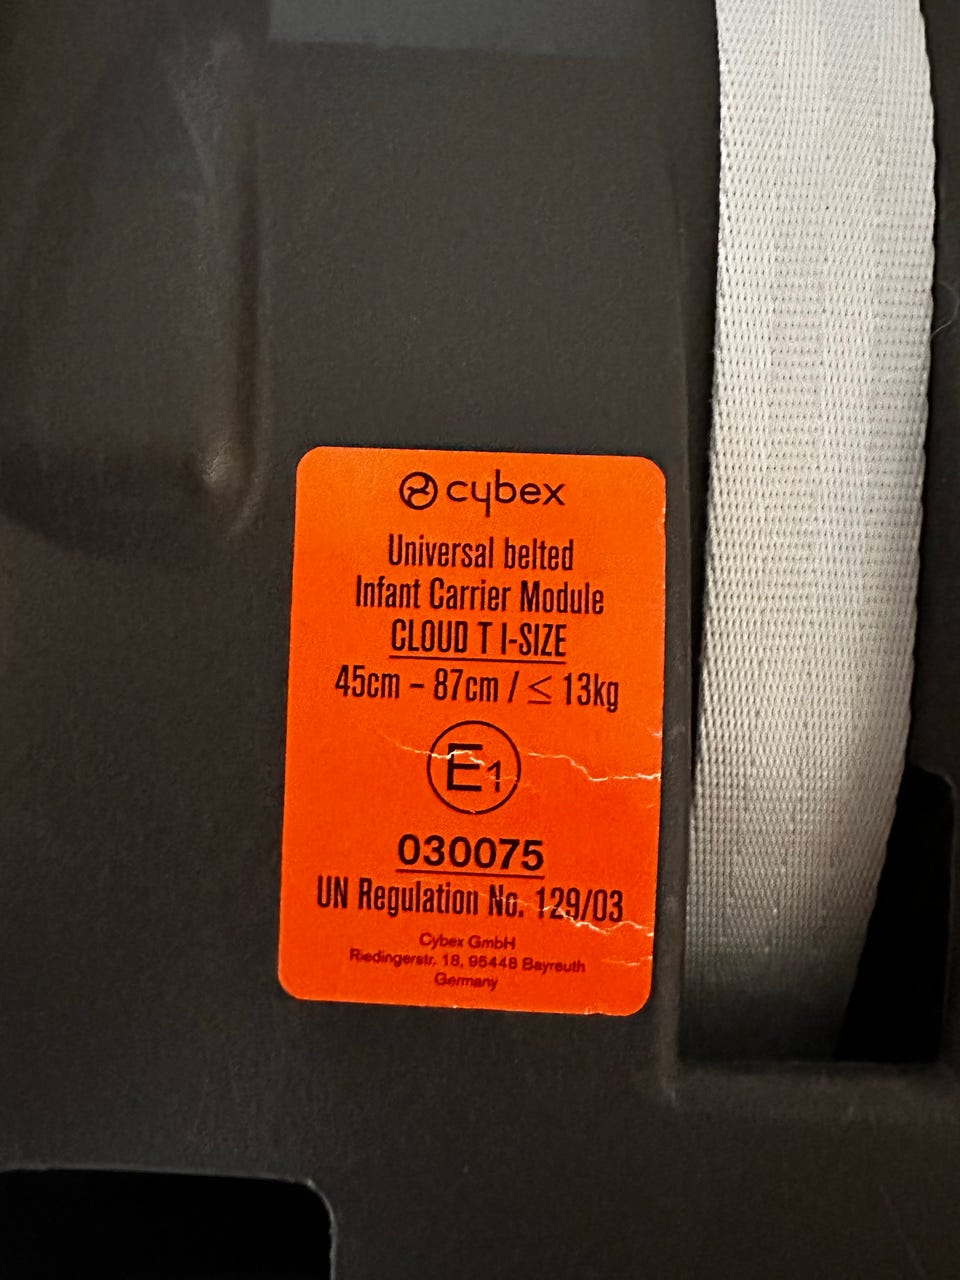 cybex
Universal belted
Infant Carrier Module
CLOUD T I-SIZE
45cm – 87cm / ≤ 13kg
E1
030075
UN Regulation No. 129/03
Cybex GmbH
Riedingerstr. 18, 95448 Bayreuth
Germany